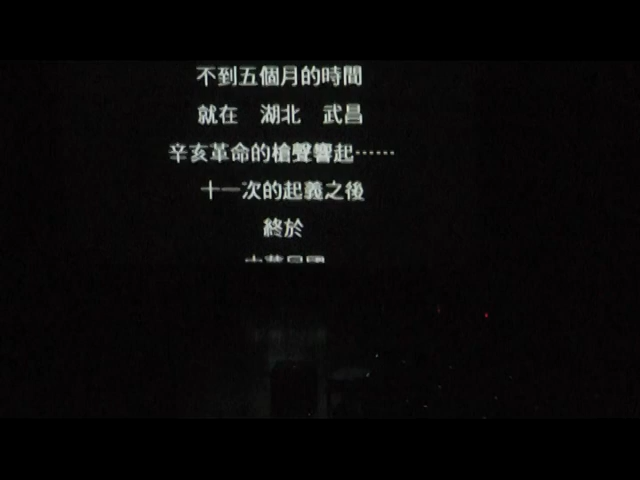 不到五個月的時間
就在　湖北　武昌
辛亥革命的槍聲響起⋯⋯
十一次的起義之後
終於